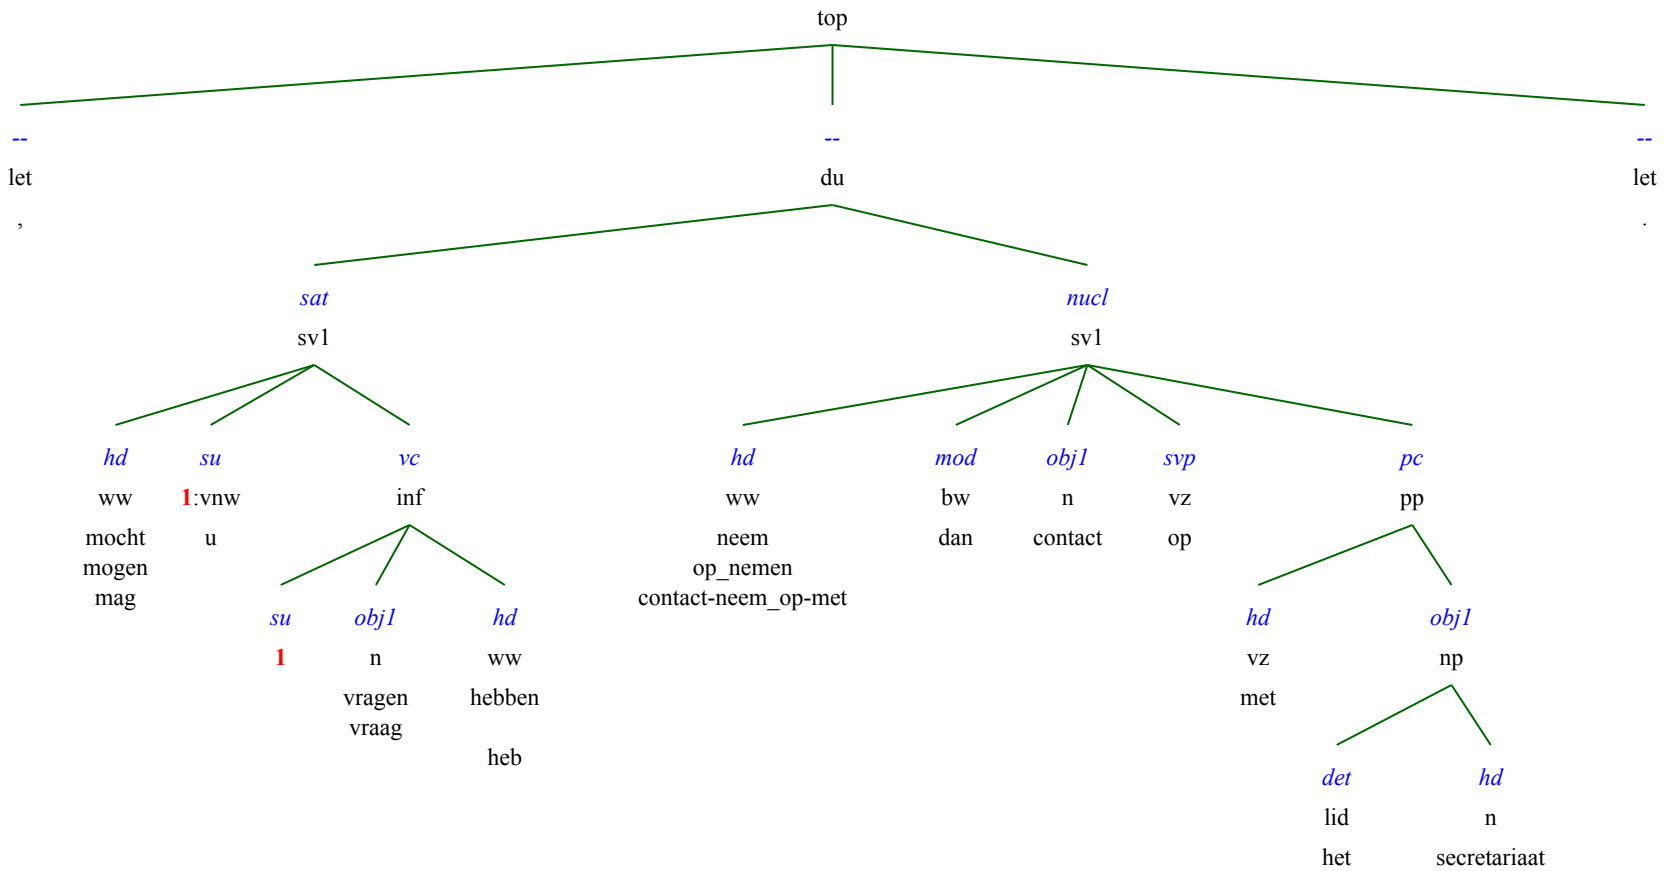 top
-- -- --
let du let
, .
sat nucl
sv1 sv1
hd su vc hd mod obj1 svp pc
ww 1:vnw inf ww bw n vz pp
mocht u neem dan contact op
mogen op_nemen
mag contact-neem_op-met
su obj1 hd hd obj1
1 n ww vz np
vragen hebben met
vraag
heb
det hd
lid n
het secretariaat